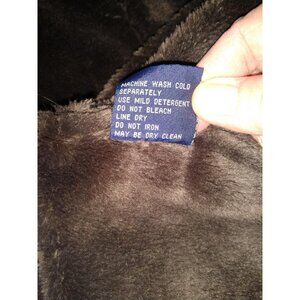 MACHINE WASH COLD
SEPARATELY
USE MILD DETERGENT
DO NOT BLEACH
LINE DRY
DO NOT IRON
MAY BE DRY CLEAN